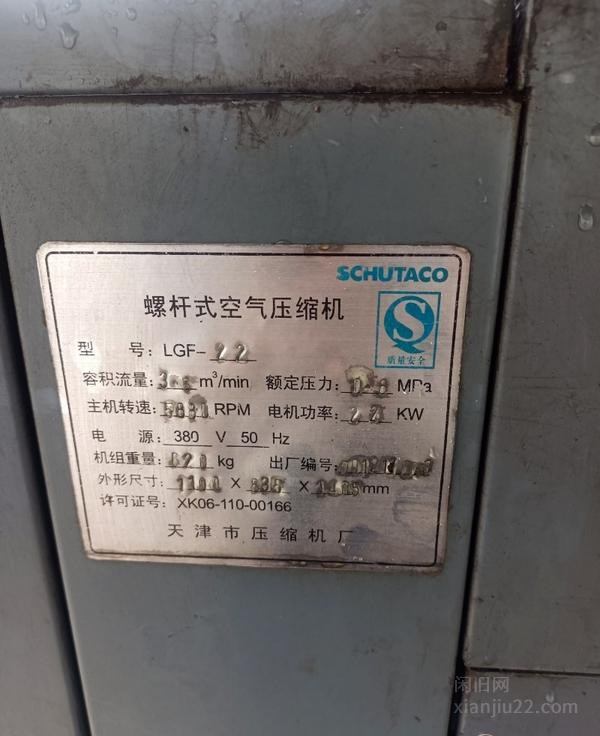 SCHUTACO
螺杆式空气压缩机
质量安全
型 号: LGF-22
容积流量: m³/min 额定压力: MPa
主机转速: RPM 电机功率: 22 KW
电 源: 380 V 50 Hz
机组重量: kg 出厂编号:
外形尺寸: 1100 X X mm
许可证号: XK06-110-00166
天津市压缩机厂
闲旧网
xianjiu22.com